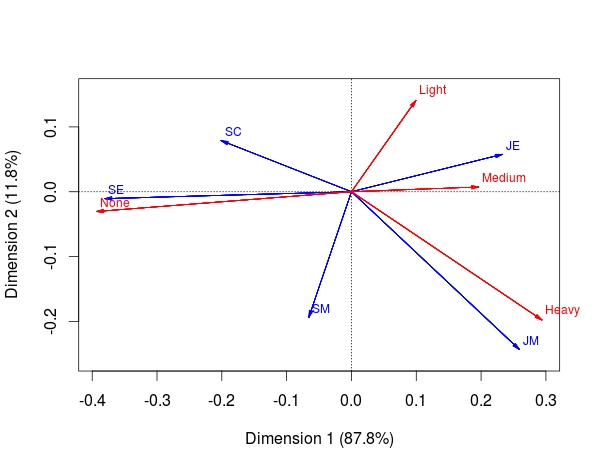 Light
SC
JE
SE
Medium
None
SM
Heavy
JM
0.1
0.0
-0.1
-0.2
Dimension 2 (11.8%)
-0.4 -0.3 -0.2 -0.1 0.0 0.1 0.2 0.3
Dimension 1 (87.8%)